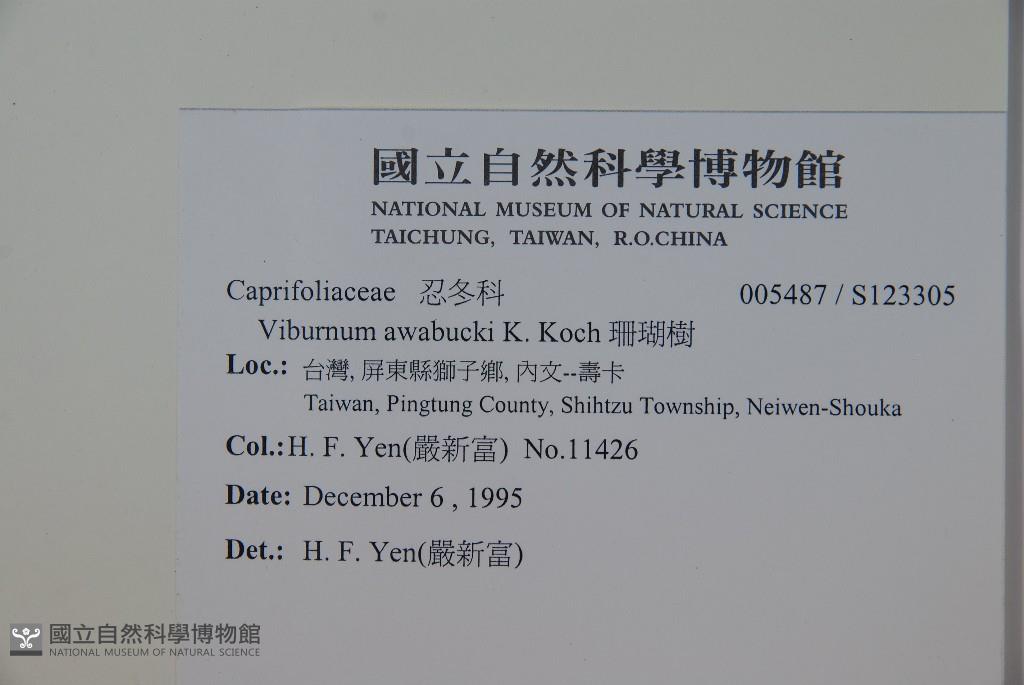 國立自然科學博物館
NATIONAL MUSEUM OF NATURAL SCIENCE
TAICHUNG, TAIWAN, R.O.CHINA
Caprifoliaceae 忍冬科 005487 / S123305
Viburnum awabucki K. Koch 珊瑚樹
Loc.: 台灣, 屏東縣獅子鄉, 內文--壽卡
Taiwan, Pingtung County, Shihtzu Township, Neiwen-Shouka
Col.: H. F. Yen(嚴新富) No.11426
Date: December 6 , 1995
Det.: H. F. Yen(嚴新富)
國立自然科學博物館
NATIONAL MUSEUM OF NATURAL SCIENCE